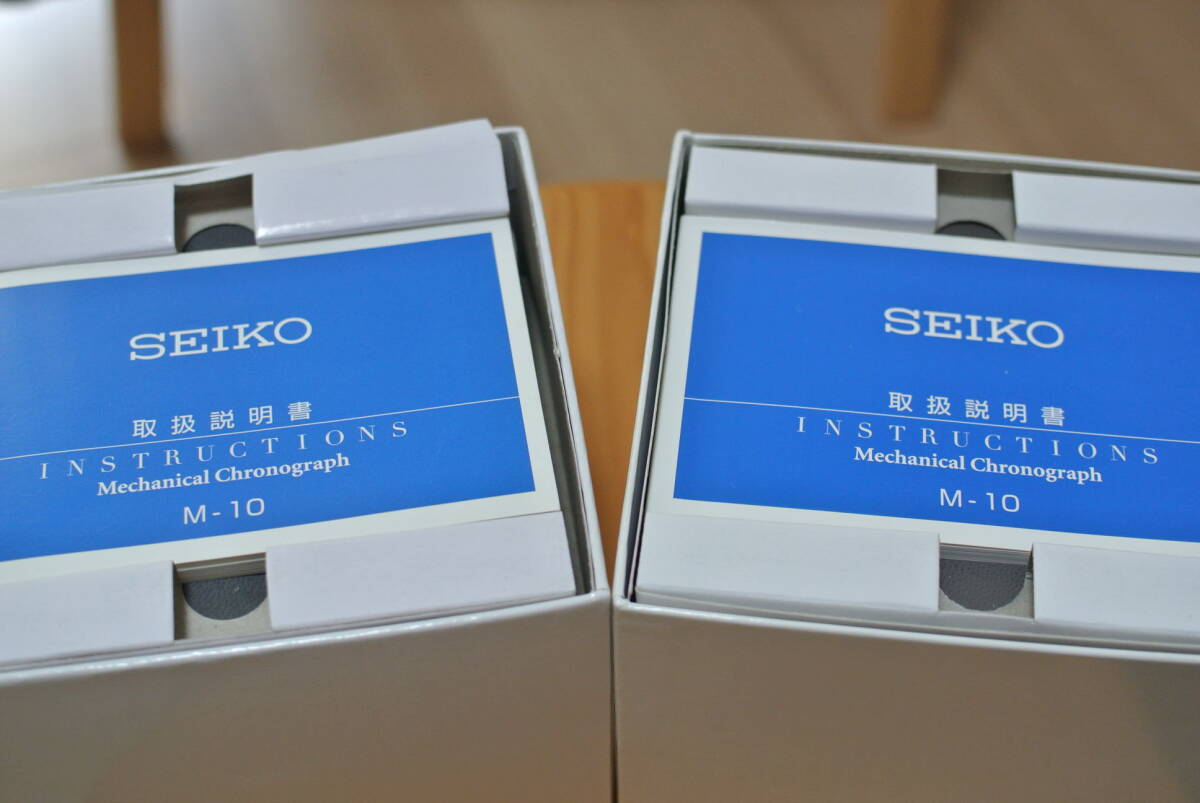 SEIKO
取扱説明書
INSTRUCTIONS
Mechanical Chronograph
M-10
SEIKO
取扱説明書
INSTRUCTIONS
Mechanical Chronograph
M-10